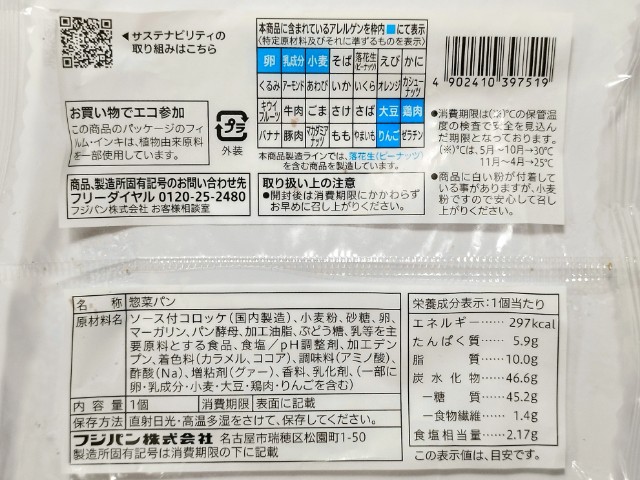 サステナビリティの
取り組みはこちら
本商品に含まれているアレルゲンを枠内■にて表示
(特定原材料及びそれに準ずるものを表示)
卵 乳成分 小麦 そば 落花生(ピーナッツ) えび かに
くるみ アーモンド あわび いか いくら オレンジ カシューナッツ
キウイフルーツ 牛肉 ごま さけ さば 大豆 鶏肉
バナナ 豚肉 マカダミアナッツ もも やまいも りんご ゼラチン
本商品製造ラインでは、落花生(ピーナッツ)
を含む商品を製造しています。
4 902410 397519
お買い物でエコ参加
この商品のパッケージのフィ
ルム・インキは、植物由来原料
を一部使用しています。
プラ
外装
商品、製造所固有記号のお問い合わせ先
フリーダイヤル 0120-25-2480
フジパン株式会社 お客様相談室
取り扱い上の注意
●開封後は消費期限にかかわらず
お早めに召し上がりください。
●消費期限は(※)℃の保管温
度の検査で安全を見込ん
だ期限となっております。
(※)℃は、5月～10月→30℃
11月～4月→25℃
●商品に白い粉が付着して
いる事がありますが、小麦
粉ですので安心して召し
上がりください。
名称 惣菜パン
原材料名 ソース付コロッケ(国内製造)、小麦粉、砂糖、卵、
マーガリン、パン酵母、加工油脂、ぶどう糖、乳等を主
要原料とする食品、食塩/pH調整剤、加工デン
プン、着色料(カラメル、ココア)、調味料(アミノ酸)、
酢酸(Na)、増粘剤(グァー)、香料、乳化剤、(一部に
卵・乳成分・小麦・大豆・鶏肉・りんごを含む)
内容量 1個 消費期限 表面に記載
保存方法 直射日光・高温多湿をさけて、保存してください。
フジパン株式会社 名古屋市瑞穂区松園町1-50
製造所固有記号は消費期限の下に記載
栄養成分表示:1個当たり
エネルギー……297kcal
たんぱく質……5.9g
脂質……10.0g
炭水化物……46.6g
－糖質……45.2g
－食物繊維……1.4g
食塩相当量……2.17g
この表示値は、目安です。